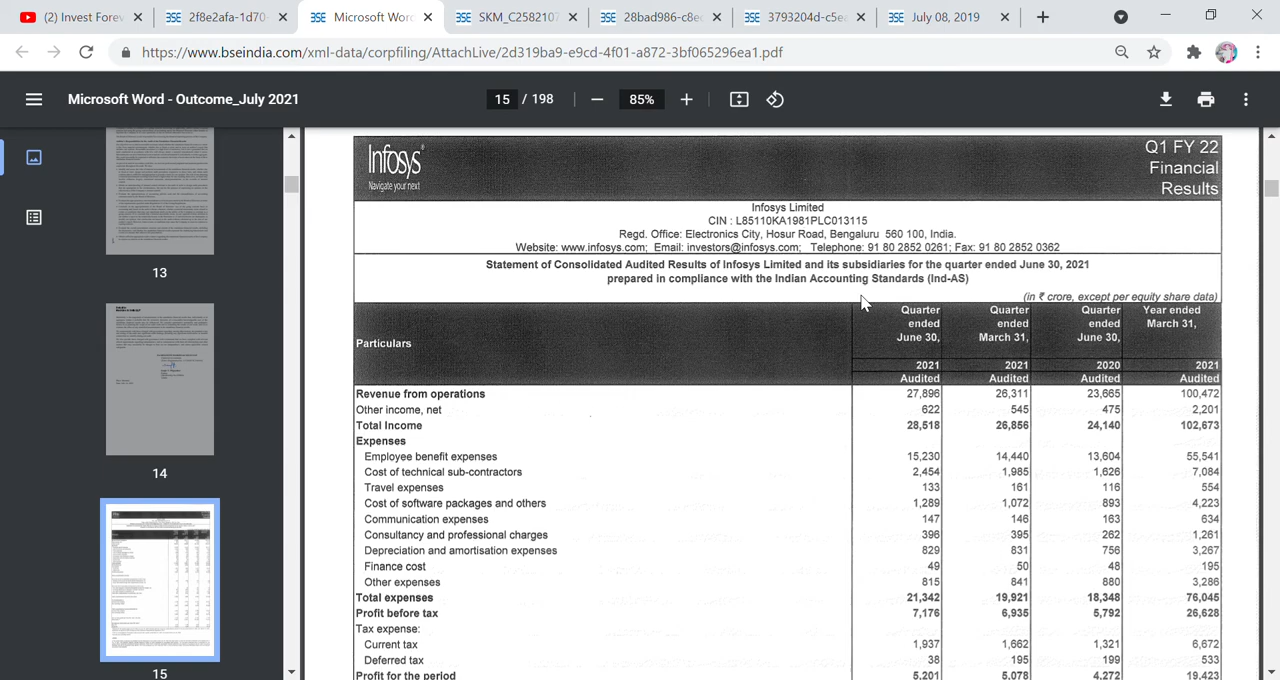 (2) Invest Forev
2f8e2afa-1d70
Microsoft Word
SKM_C2582107
28bad986-c8ec
3793204d-c5ea
July 08, 2019
https://www.bseindia.com/xml-data/corpfiling/AttachLive/2d319ba9-e9cd-4f01-a872-3bf065296ea1.pdf
Microsoft Word - Outcome_July 2021
15 / 198
85%
13
14
15
Infosys
Navigate your next
Q1 FY 22
Financial
Results
Infosys Limited
CIN : L85110KA1981PLC013115
Regd. Office: Electronics City, Hosur Road, Bengaluru 560 100, India.
Website: www.infosys.com; Email: investors@infosys.com; Telephone: 91 80 2852 0261; Fax: 91 80 2852 0362
Statement of Consolidated Audited Results of Infosys Limited and its subsidiaries for the quarter ended June 30, 2021
prepared in compliance with the Indian Accounting Standards (Ind-AS)
(in ₹ crore, except per equity share data)
Particulars
Quarter ended June 30, 2021 Audited
Quarter ended March 31, 2021 Audited
Quarter ended June 30, 2020 Audited
Year ended March 31, 2021 Audited
Revenue from operations 27,896 26,311 23,665 100,472
Other income, net 622 545 475 2,201
Total Income 28,518 26,856 24,140 102,673
Expenses
Employee benefit expenses 15,230 14,440 13,604 55,541
Cost of technical sub-contractors 2,454 1,985 1,626 7,084
Travel expenses 133 161 116 554
Cost of software packages and others 1,289 1,072 893 4,223
Communication expenses 147 146 163 634
Consultancy and professional charges 396 395 262 1,261
Depreciation and amortisation expenses 829 831 756 3,267
Finance cost 49 50 48 195
Other expenses 815 841 880 3,286
Total expenses 21,342 19,921 18,348 76,045
Profit before tax 7,176 6,935 5,792 26,628
Tax expense:
Current tax 1,937 1,662 1,321 6,672
Deferred tax 38 195 199 533
Profit for the period 5,201 5,078 4,272 19,423